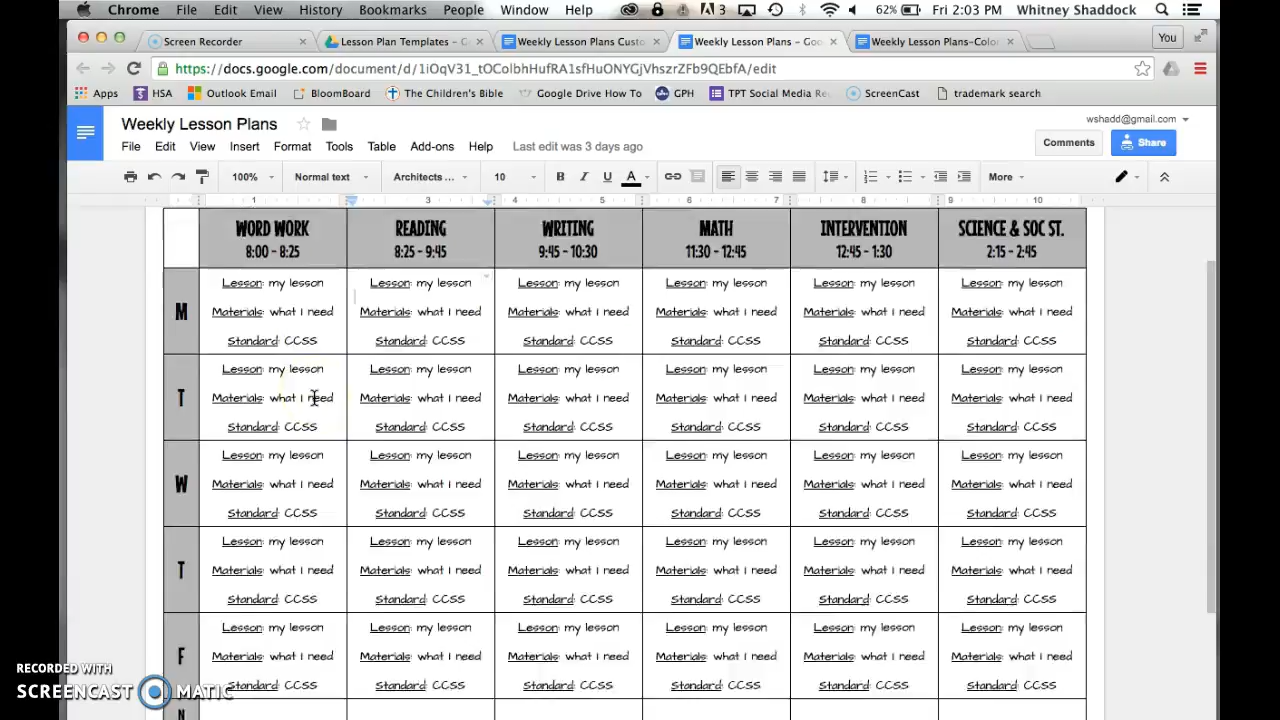 Chrome File Edit View History Bookmarks People Window Help 3 62% Fri 2:03 PM Whitney Shaddock
Screen Recorder × Lesson Plan Templates – G × Weekly Lesson Plans Custo × Weekly Lesson Plans – Goo × Weekly Lesson Plans-Color × You
https://docs.google.com/document/d/1iOqV31_tOColbhHufRA1sfHuONYGjVhszrZFb9QEbfA/edit
Apps HSA Outlook Email BloomBoard The Children's Bible Google Drive How To GPH TPT Social Media Re ScreenCast trademark search
Weekly Lesson Plans
wshadd@gmail.com
File Edit View Insert Format Tools Table Add-ons Help Last edit was 3 days ago
Comments Share
100% Normal text Architects ... 10 B I U A More
1 2 3 4 5 6 7 8 9 10
WORD WORK READING WRITING MATH INTERVENTION SCIENCE & SOC ST.
8:00 - 8:25 8:25 - 9:45 9:45 - 10:30 11:30 - 12:45 12:45 - 1:30 2:15 - 2:45
Lesson: my lesson Lesson: my lesson Lesson: my lesson Lesson: my lesson Lesson: my lesson Lesson: my lesson
M Materials: what I need Materials: what I need Materials: what I need Materials: what I need Materials: what I need Materials: what I need
Standard: CCSS Standard: CCSS Standard: CCSS Standard: CCSS Standard: CCSS Standard: CCSS
Lesson: my lesson Lesson: my lesson Lesson: my lesson Lesson: my lesson Lesson: my lesson Lesson: my lesson
T Materials: what I need Materials: what I need Materials: what I need Materials: what I need Materials: what I need Materials: what I need
Standard: CCSS Standard: CCSS Standard: CCSS Standard: CCSS Standard: CCSS Standard: CCSS
Lesson: my lesson Lesson: my lesson Lesson: my lesson Lesson: my lesson Lesson: my lesson Lesson: my lesson
W Materials: what I need Materials: what I need Materials: what I need Materials: what I need Materials: what I need Materials: what I need
Standard: CCSS Standard: CCSS Standard: CCSS Standard: CCSS Standard: CCSS Standard: CCSS
Lesson: my lesson Lesson: my lesson Lesson: my lesson Lesson: my lesson Lesson: my lesson Lesson: my lesson
T Materials: what I need Materials: what I need Materials: what I need Materials: what I need Materials: what I need Materials: what I need
Standard: CCSS Standard: CCSS Standard: CCSS Standard: CCSS Standard: CCSS Standard: CCSS
Lesson: my lesson Lesson: my lesson Lesson: my lesson Lesson: my lesson Lesson: my lesson Lesson: my lesson
F Materials: what I need Materials: what I need Materials: what I need Materials: what I need Materials: what I need Materials: what I need
Standard: CCSS Standard: CCSS Standard: CCSS Standard: CCSS Standard: CCSS Standard: CCSS
N
RECORDED WITH
SCREENCAST MATIC